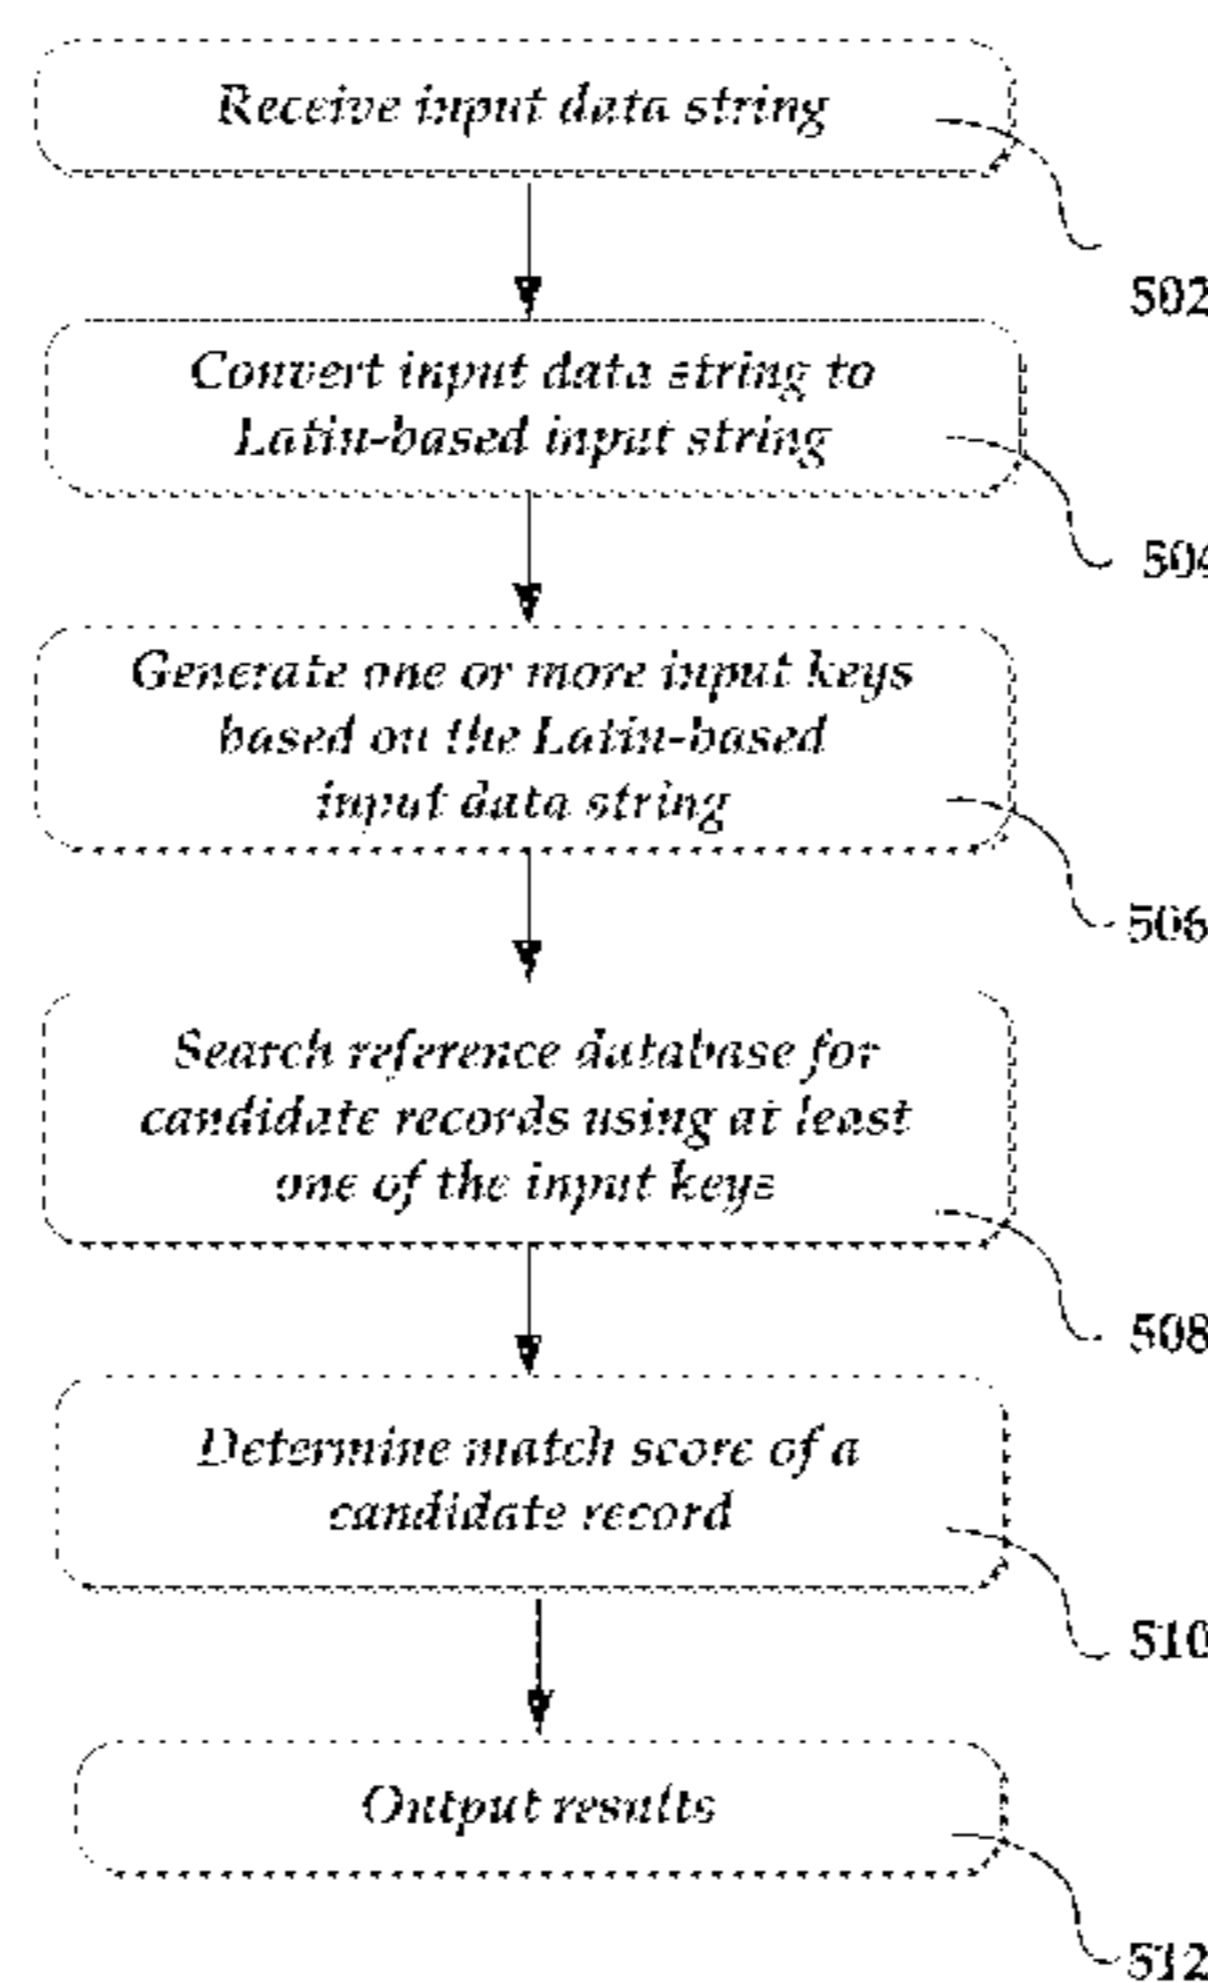 Receive input data string
502
Convert input data string to
Latin-based input string
504
Generate one or more input keys
based on the Latin-based
input data string
506
Search reference database for
candidate records using at least
one of the input keys
508
Determine match score of a
candidate record
510
Output results
512